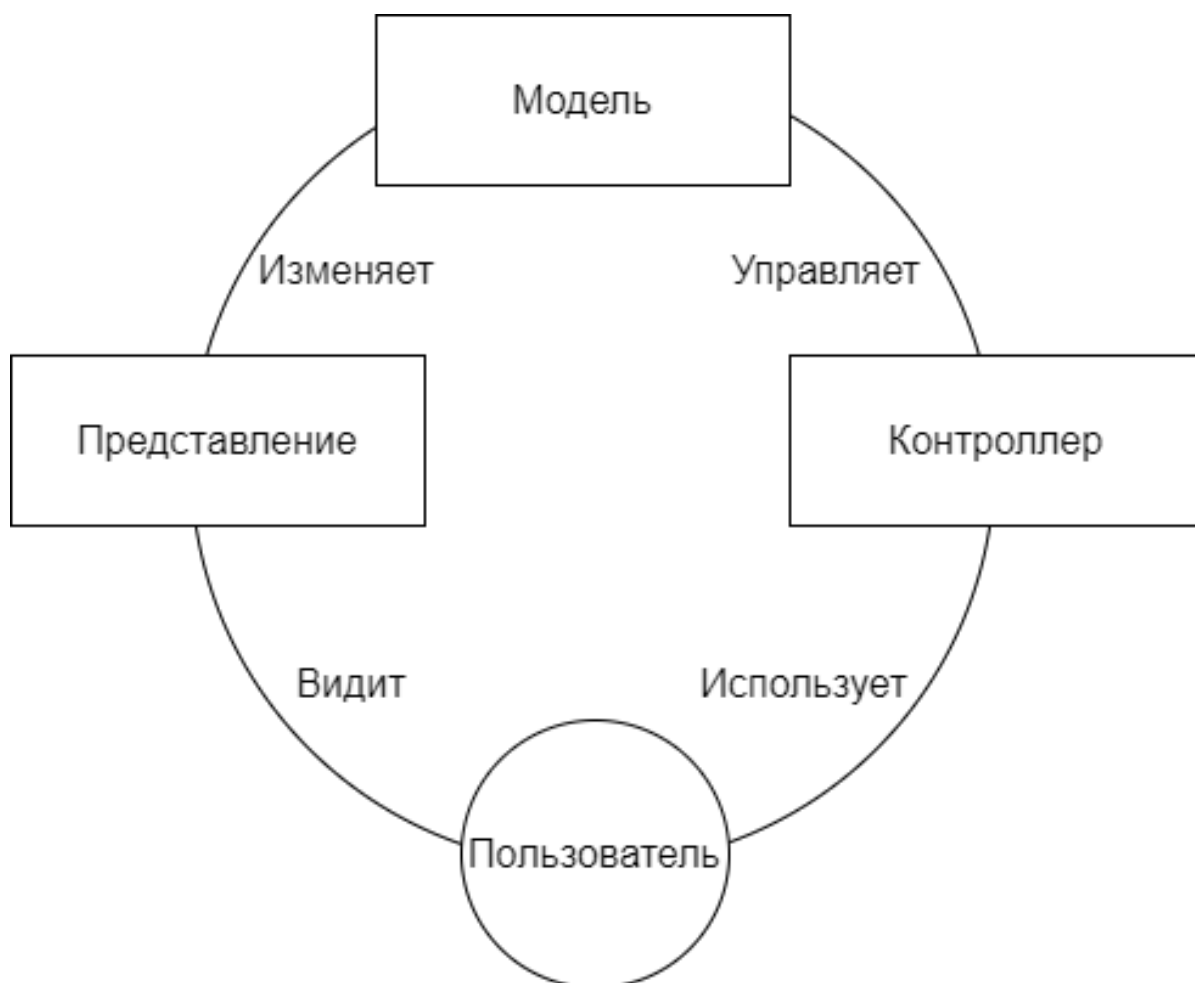 Модель
Изменяет
Управляет
Представление
Контроллер
Видит
Использует
Пользователь